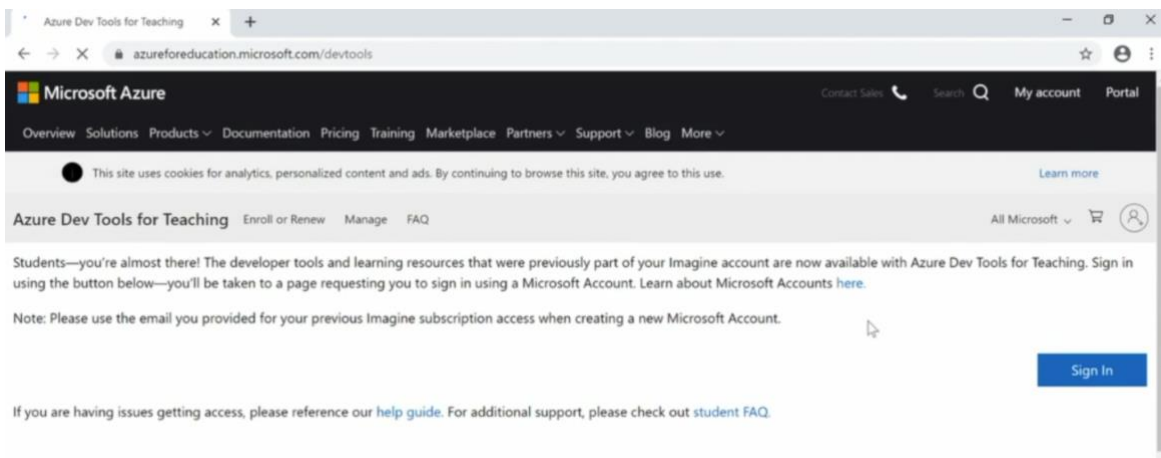 Azure Dev Tools for Teaching
azureforeducation.microsoft.com/devtools
Microsoft Azure
Contact Sales Search My account Portal
Overview Solutions Products Documentation Pricing Training Marketplace Partners Support Blog More
This site uses cookies for analytics, personalized content and ads. By continuing to browse this site, you agree to this use. Learn more
Azure Dev Tools for Teaching Enroll or Renew Manage FAQ All Microsoft
Students—you're almost there! The developer tools and learning resources that were previously part of your Imagine account are now available with Azure Dev Tools for Teaching. Sign in
using the button below—you'll be taken to a page requesting you to sign in using a Microsoft Account. Learn about Microsoft Accounts here.
Note: Please use the email you provided for your previous Imagine subscription access when creating a new Microsoft Account.
Sign In
If you are having issues getting access, please reference our help guide. For additional support, please check out student FAQ.